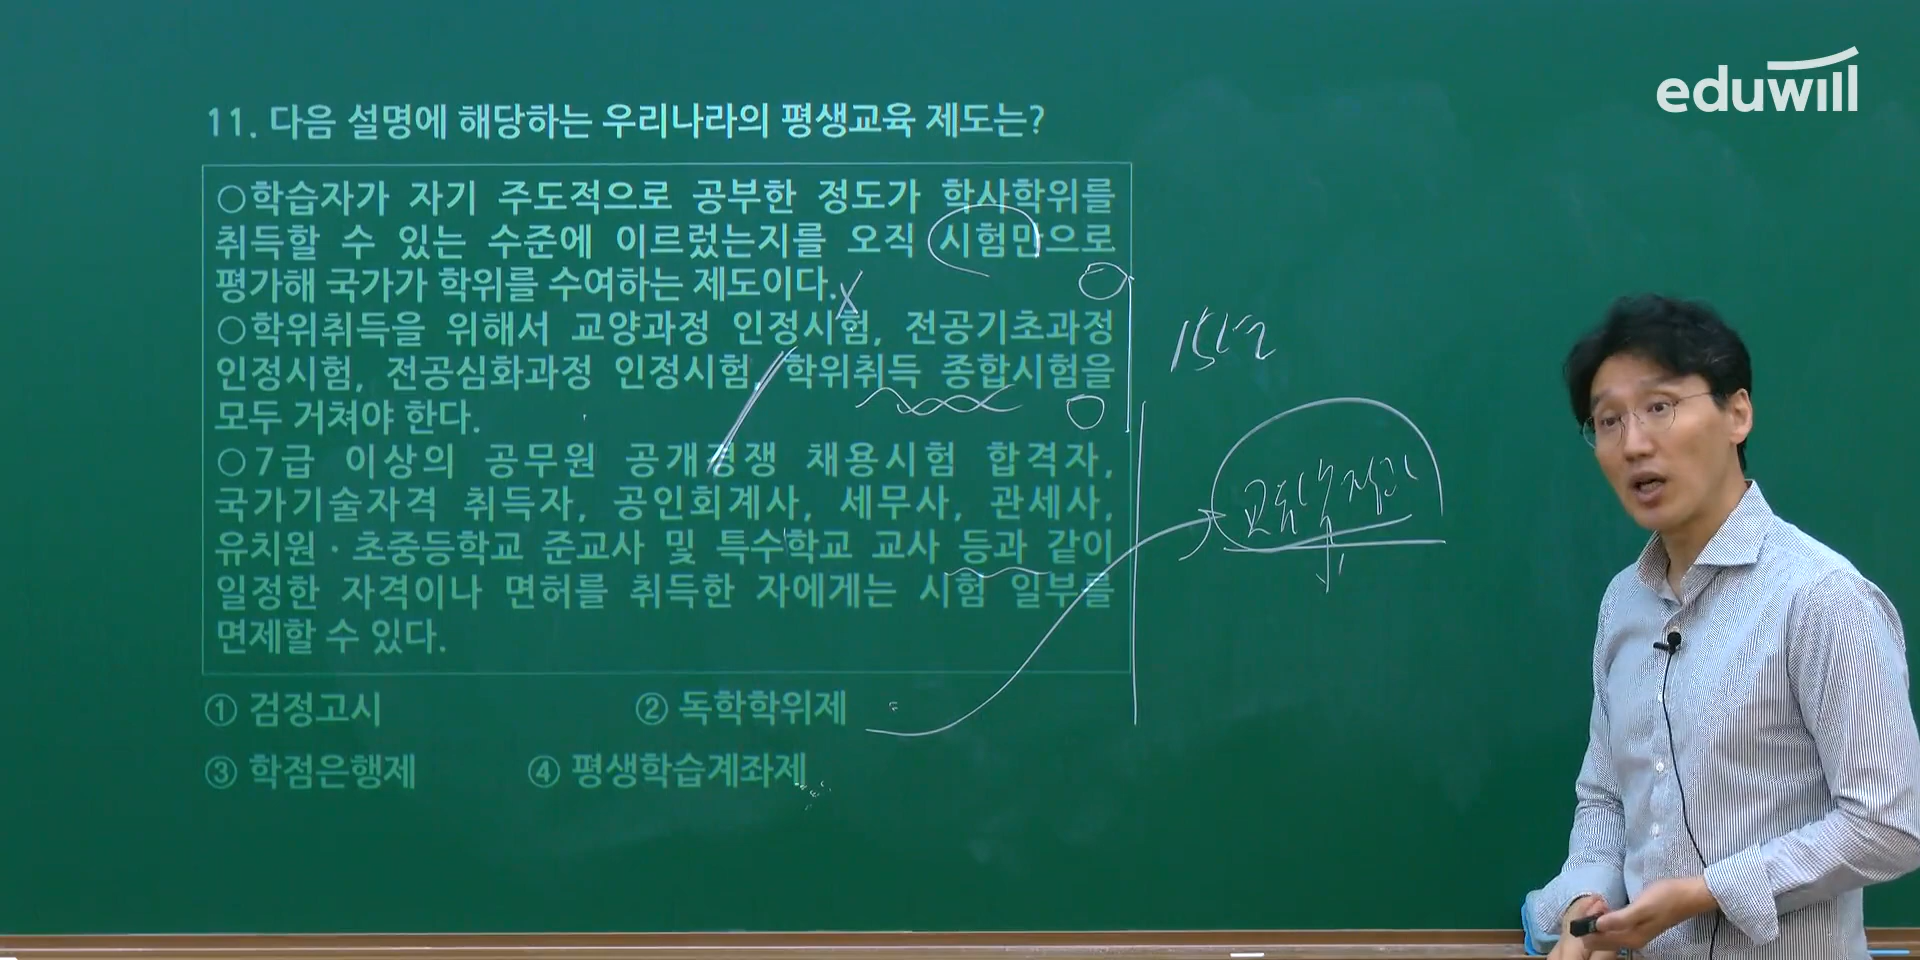 eduwill
11. 다음 설명에 해당하는 우리나라의 평생교육 제도는?
○학습자가 자기 주도적으로 공부한 정도가 학사학위를
취득할 수 있는 수준에 이르렀는지를 오직 시험만으로
평가해 국가가 학위를 수여하는 제도이다.
○학위취득을 위해서 교양과정 인정시험, 전공기초과정
인정시험, 전공심화과정 인정시험, 학위취득 종합시험을
모두 거쳐야 한다.
○7급 이상의 공무원 공개경쟁 채용시험 합격자,
국가기술자격 취득자, 공인회계사, 세무사, 관세사,
유치원·초중등학교 준교사 및 특수학교 교사 등과 같이
일정한 자격이나 면허를 취득한 자에게는 시험 일부를
면제할 수 있다.
① 검정고시 ② 독학학위제
③ 학점은행제 ④ 평생학습계좌제